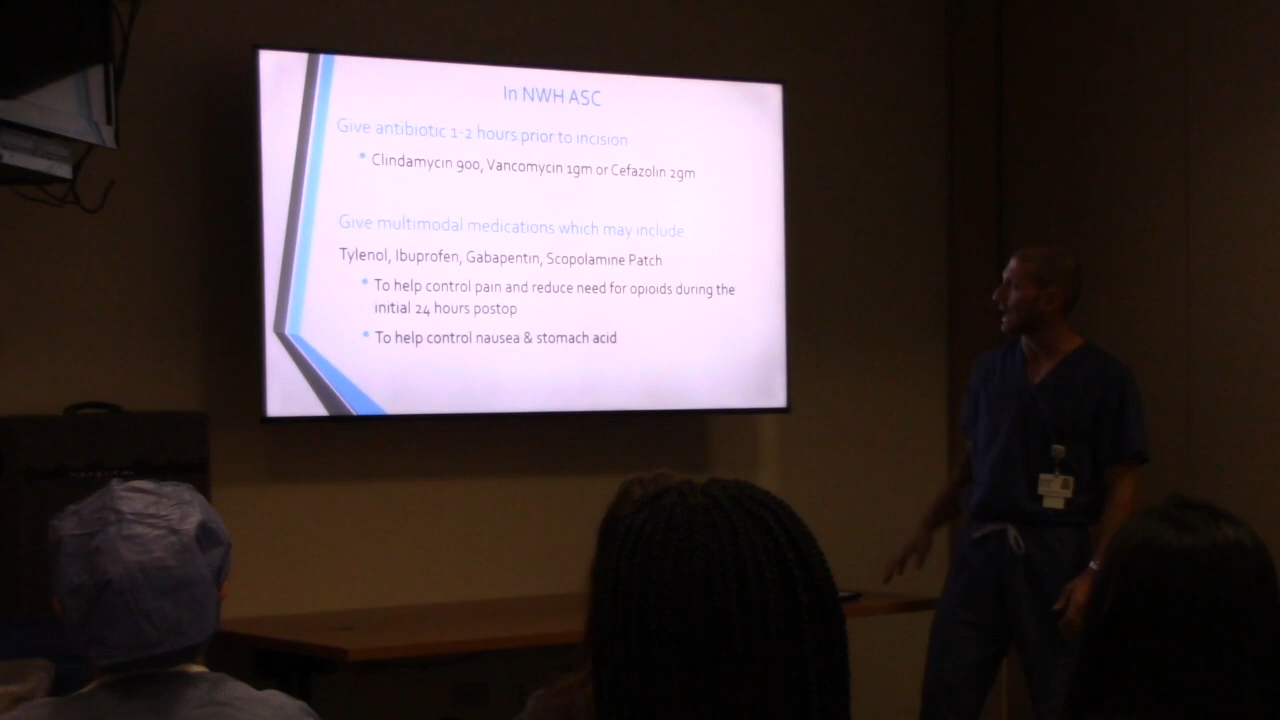 In NWH ASC
Give antibiotic 1-2 hours prior to incision
Clindamycin 900, Vancomycin 1gm or Cefazolin 2gm
Give multimodal medications which may include
Tylenol, Ibuprofen, Gabapentin, Scopolamine Patch
To help control pain and reduce need for opioids during the
initial 24 hours postop
To help control nausea & stomach acid